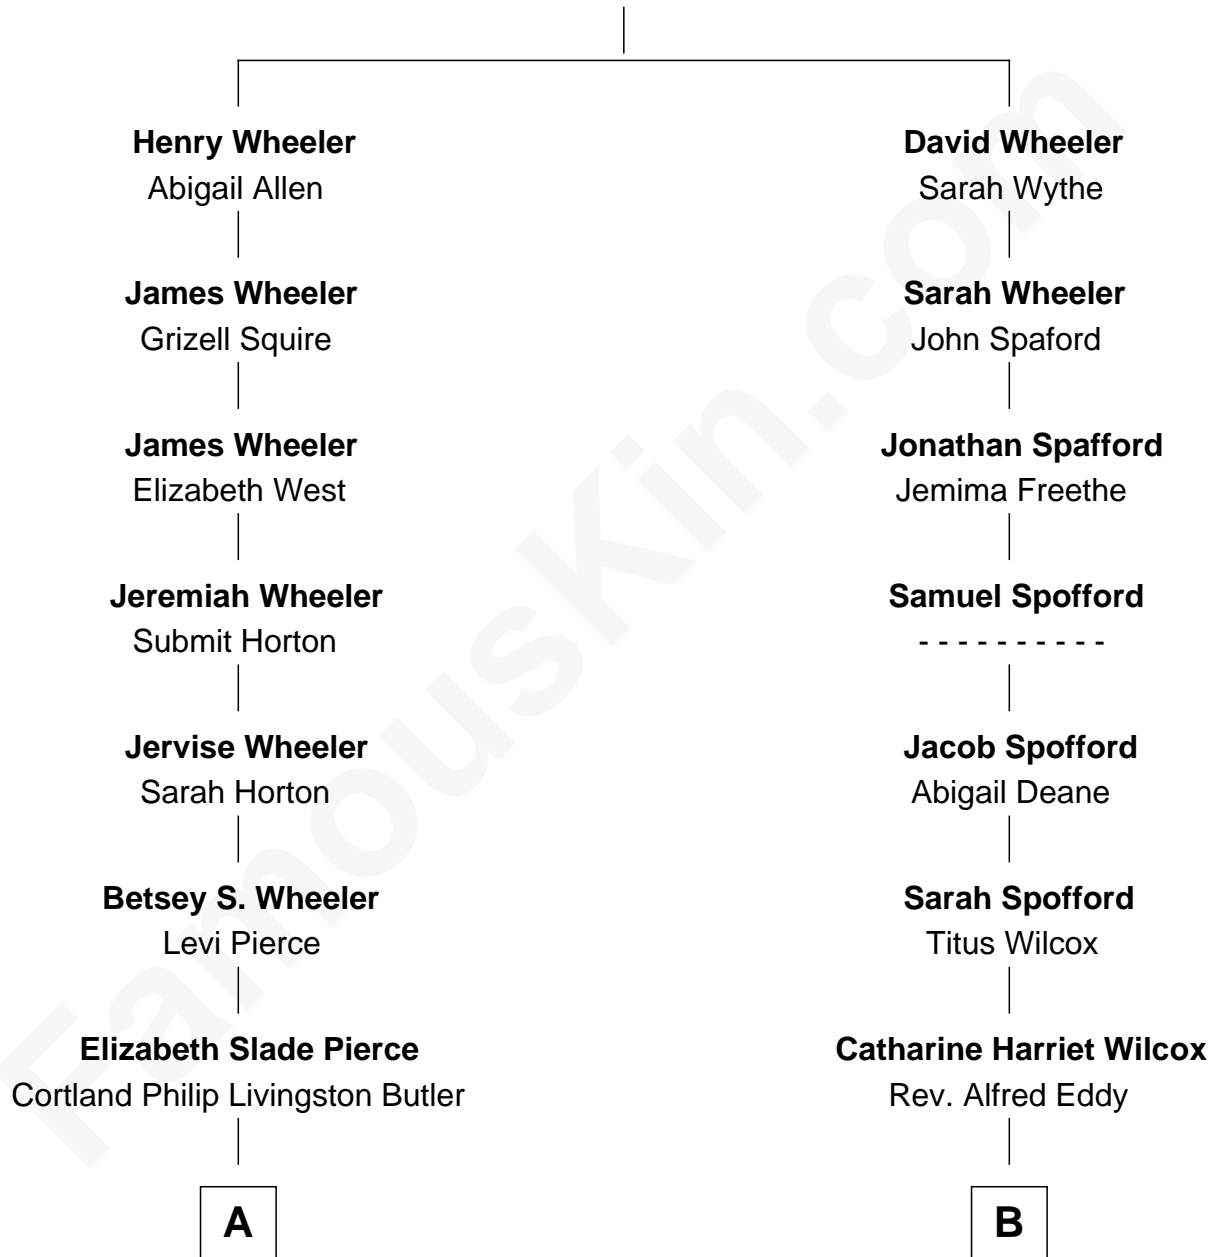 Henry Wheeler
Abigail Allen
James Wheeler
Grizell Squire
James Wheeler
Elizabeth West
Jeremiah Wheeler
Submit Horton
Jervise Wheeler
Sarah Horton
Betsey S. Wheeler
Levi Pierce
Elizabeth Slade Pierce
Cortland Philip Livingston Butler
A
David Wheeler
Sarah Wythe
Sarah Wheeler
John Spaford
Jonathan Spafford
Jemima Freethe
Samuel Spofford
- - - - - - - - - -
Jacob Spofford
Abigail Deane
Sarah Spofford
Titus Wilcox
Catharine Harriet Wilcox
Rev. Alfred Eddy
B
FamousKin.com